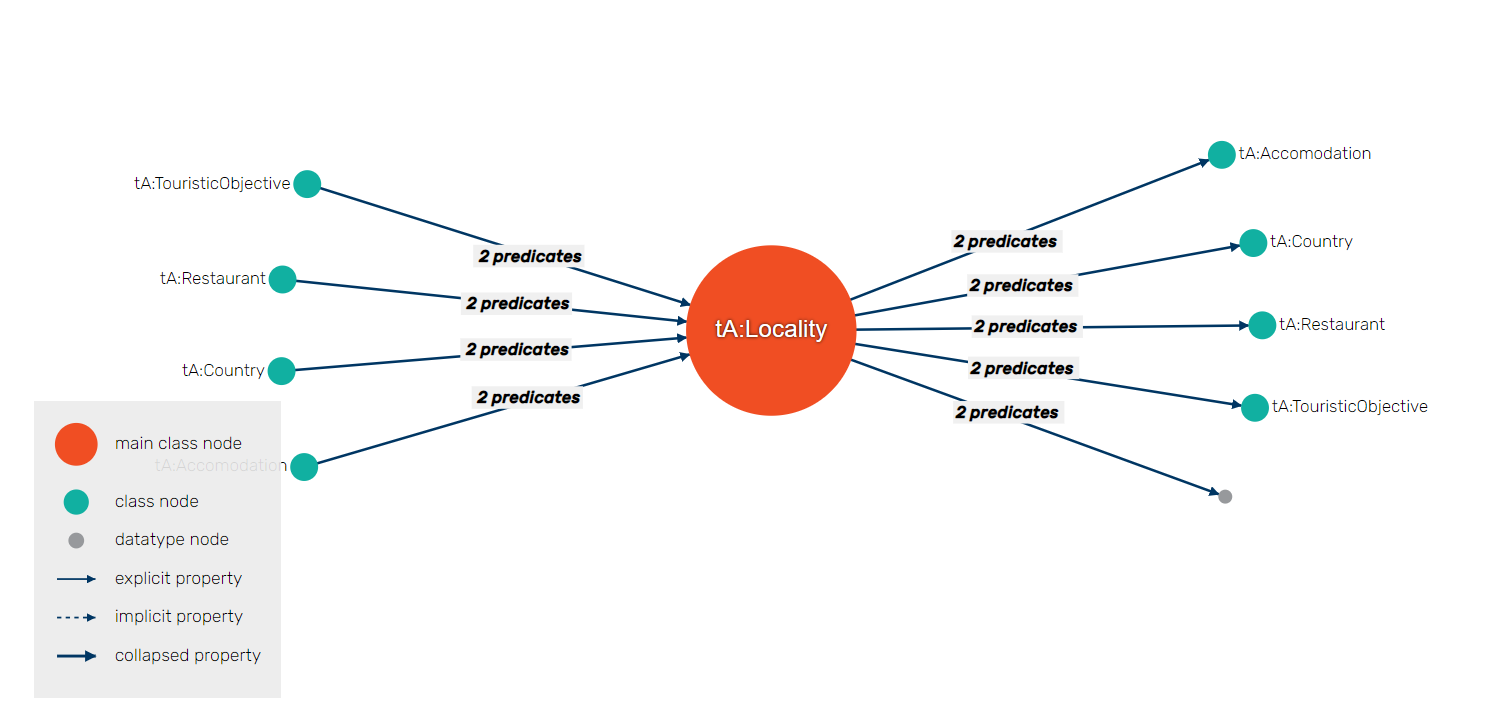 tA:TouristicObjective
2 predicates
tA:Restaurant
2 predicates
tA:Country
2 predicates
2 predicates
tA:Accomodation
tA:Locality
2 predicates
tA:Accomodation
2 predicates
tA:Country
2 predicates
tA:Restaurant
2 predicates
tA:TouristicObjective
2 predicates
main class node
class node
datatype node
explicit property
implicit property
collapsed property